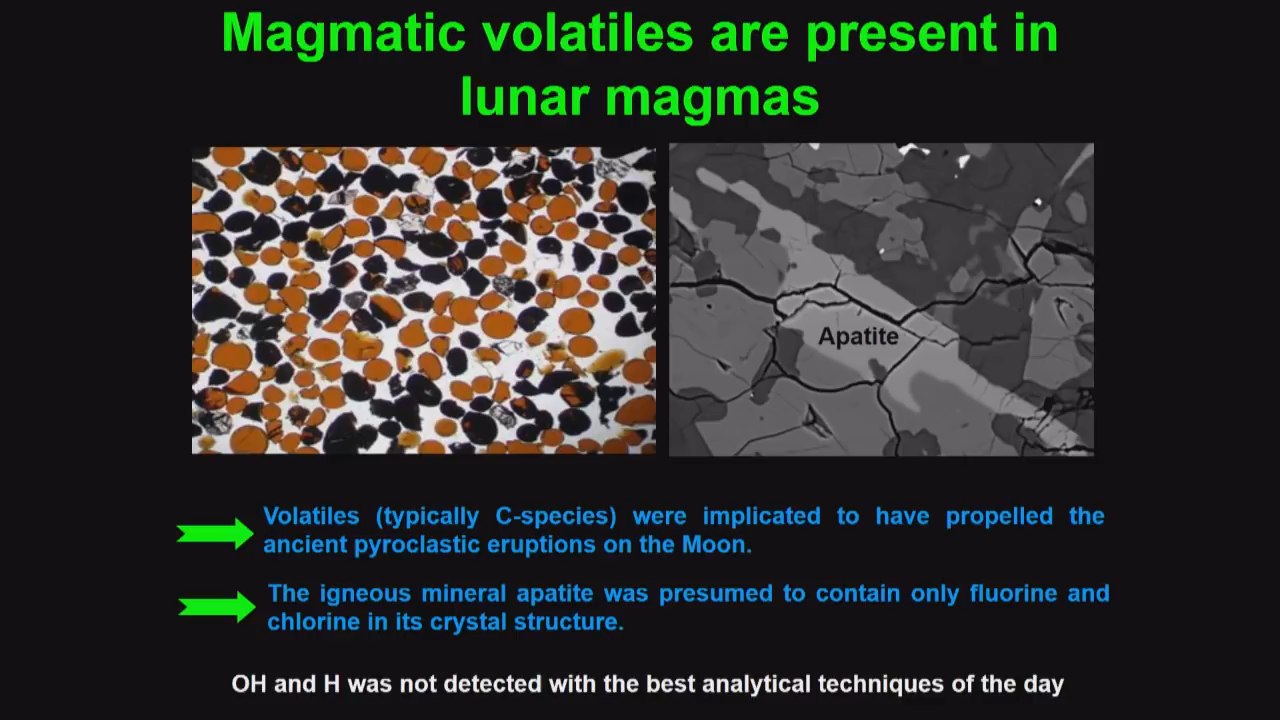 Magmatic volatiles are present in
lunar magmas
Apatite
Volatiles (typically C-species) were implicated to have propelled the
ancient pyroclastic eruptions on the Moon.
The igneous mineral apatite was presumed to contain only fluorine and
chlorine in its crystal structure.
OH and H was not detected with the best analytical techniques of the day